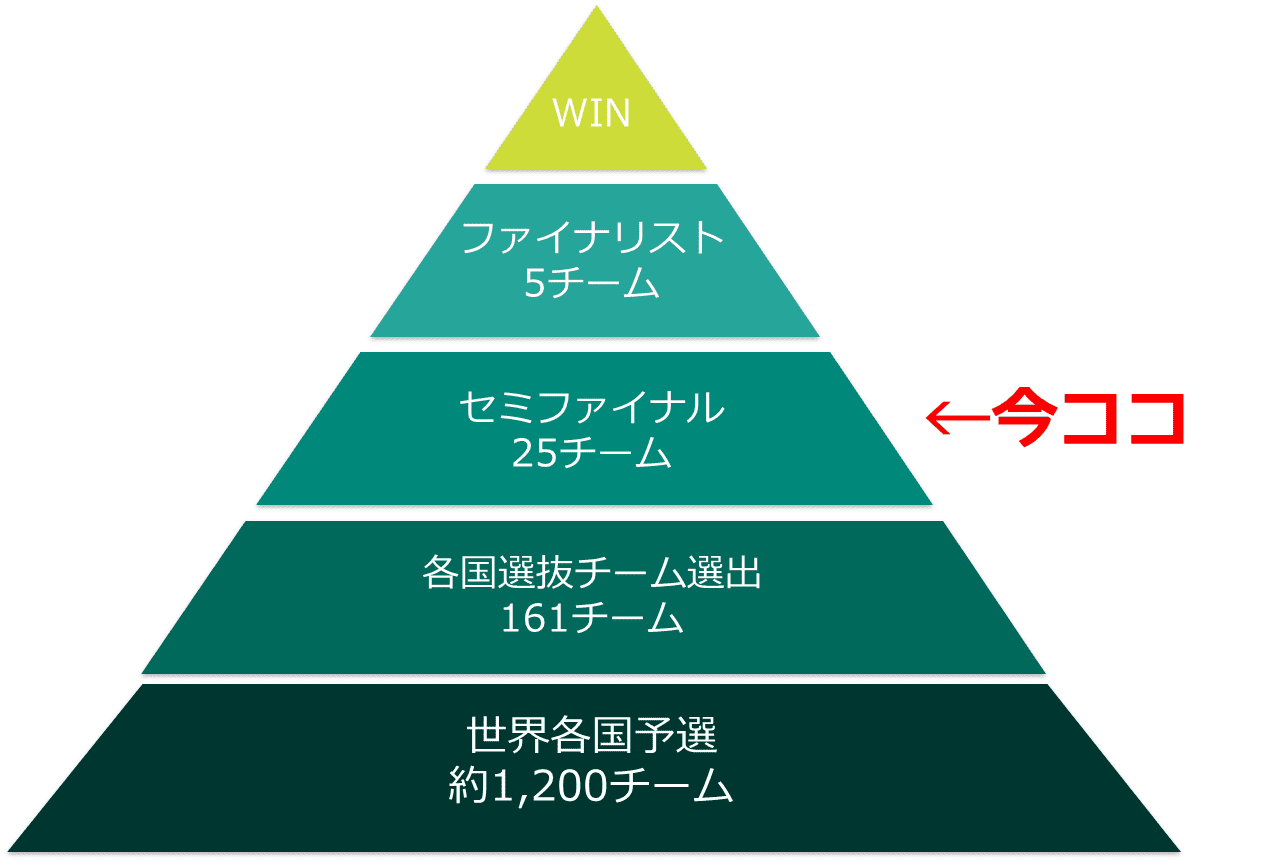 WIN
ファイナリスト
5チーム
セミファイナル
25チーム
←今ココ
各国選抜チーム選出
161チーム
世界各国予選
約1,200チーム